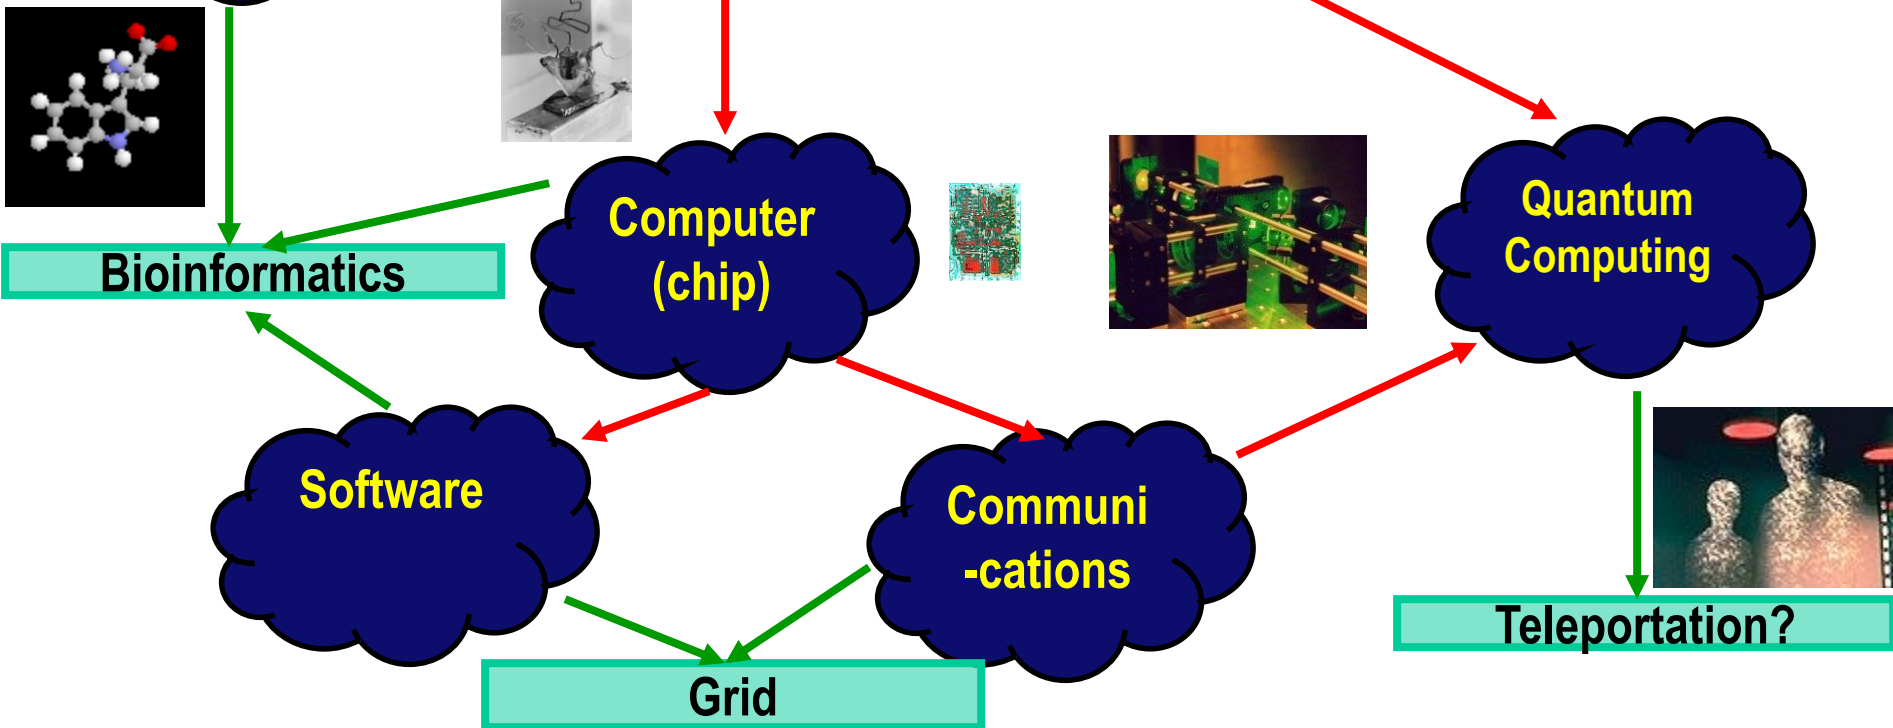 Computer
(chip)
Quantum
Computing
Bioinformatics
Software
Communi
-cations
Teleportation?
Grid